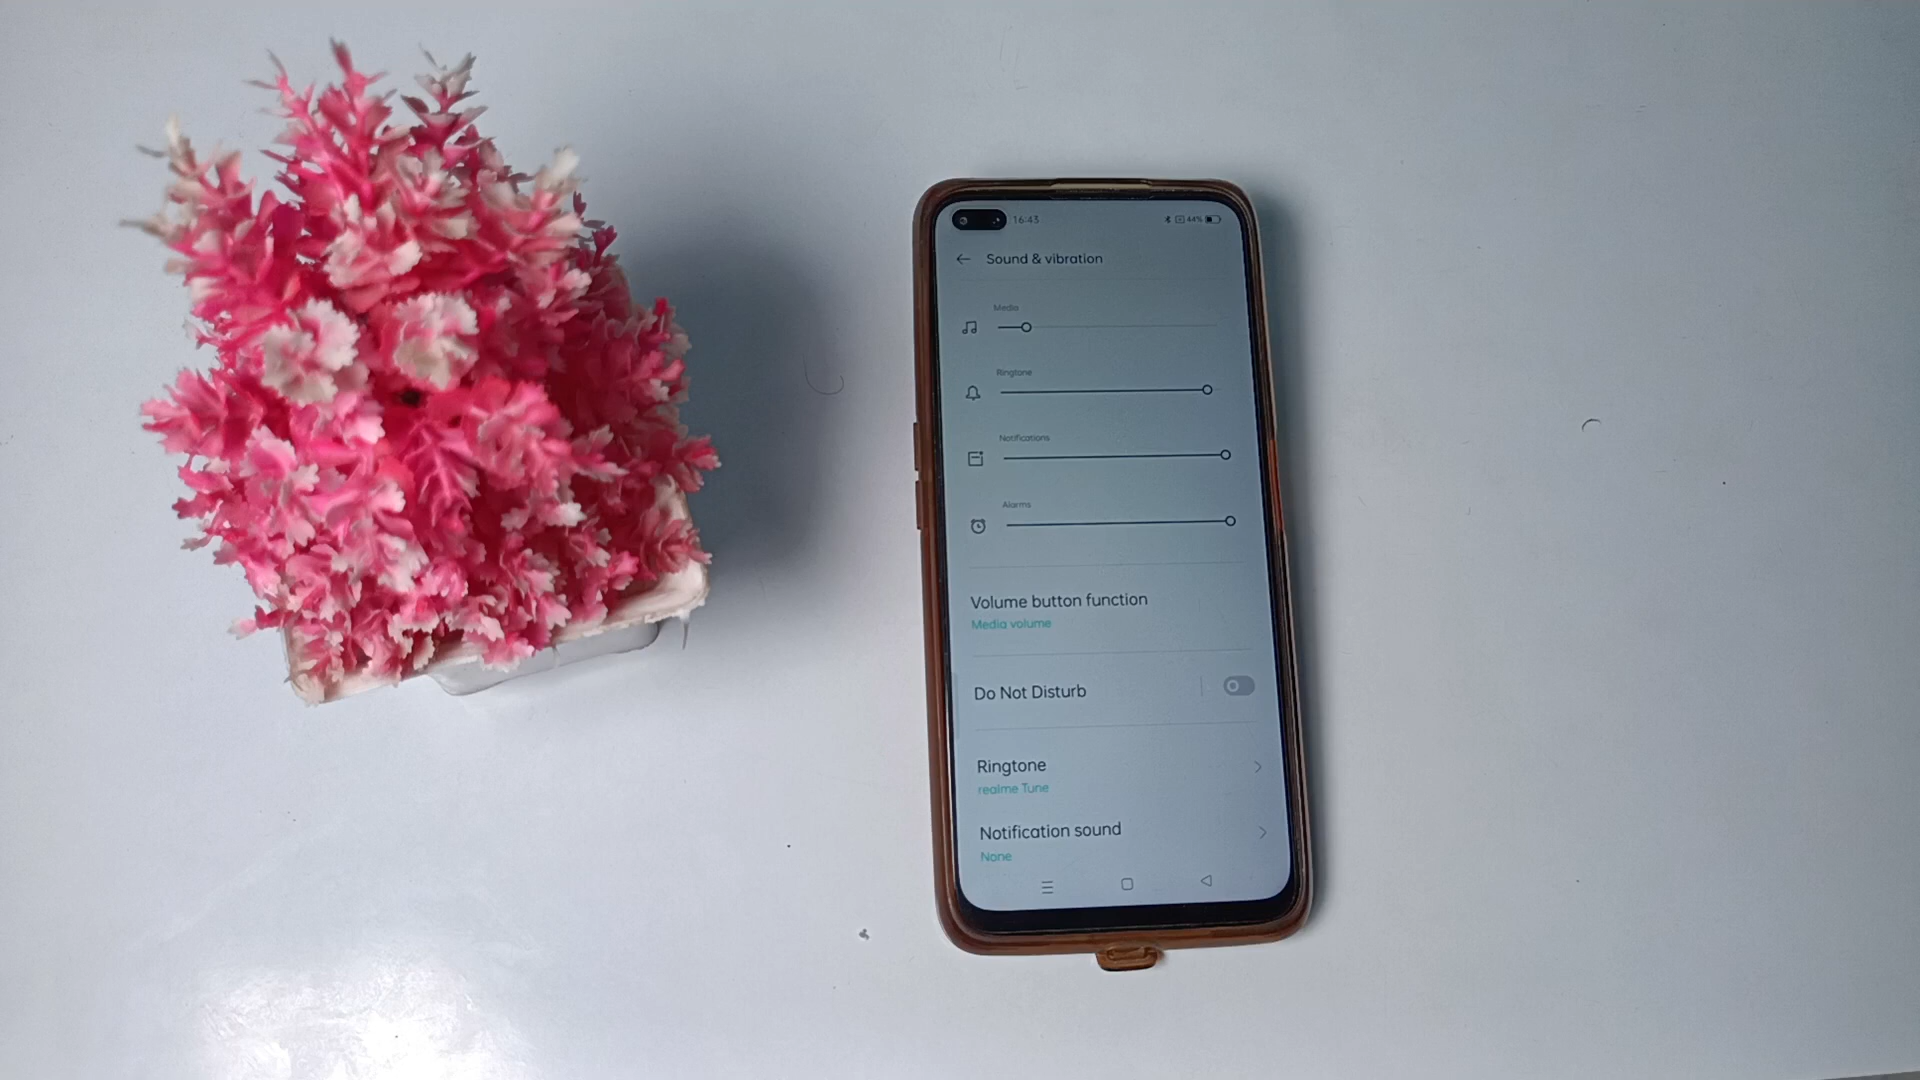 16:43 44%
Sound & vibration
Media
Ringtone
Notifications
Alarms
Volume button function
Media volume
Do Not Disturb
Ringtone
realme Tune
Notification sound
None